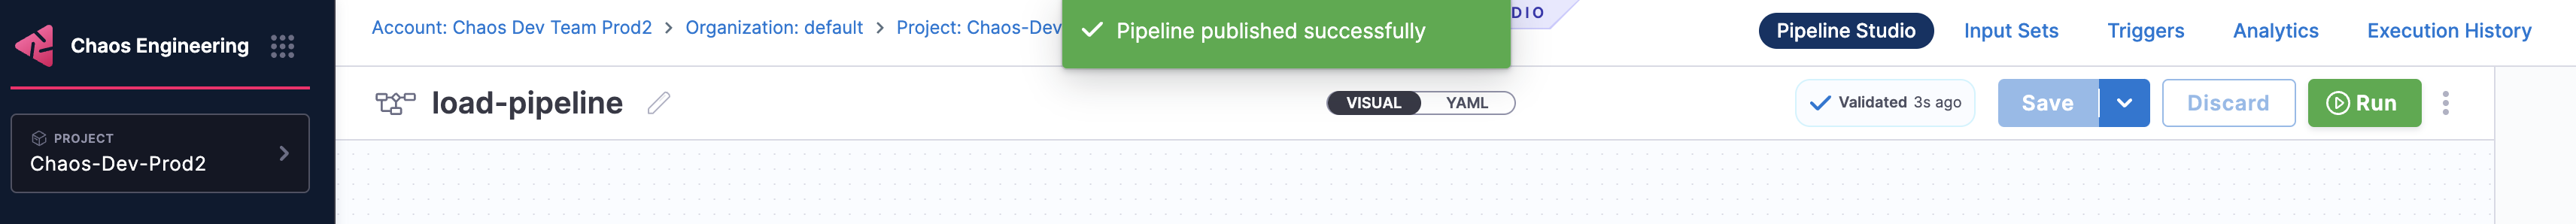 Chaos Engineering
PROJECT
Chaos-Dev-Prod2
Account: Chaos Dev Team Prod2 > Organization: default > Project: Chaos-Dev
Pipeline published successfully
DIO
Pipeline Studio
Input Sets
Triggers
Analytics
Execution History
load-pipeline
VISUAL
YAML
Validated 3s ago
Save
Discard
Run